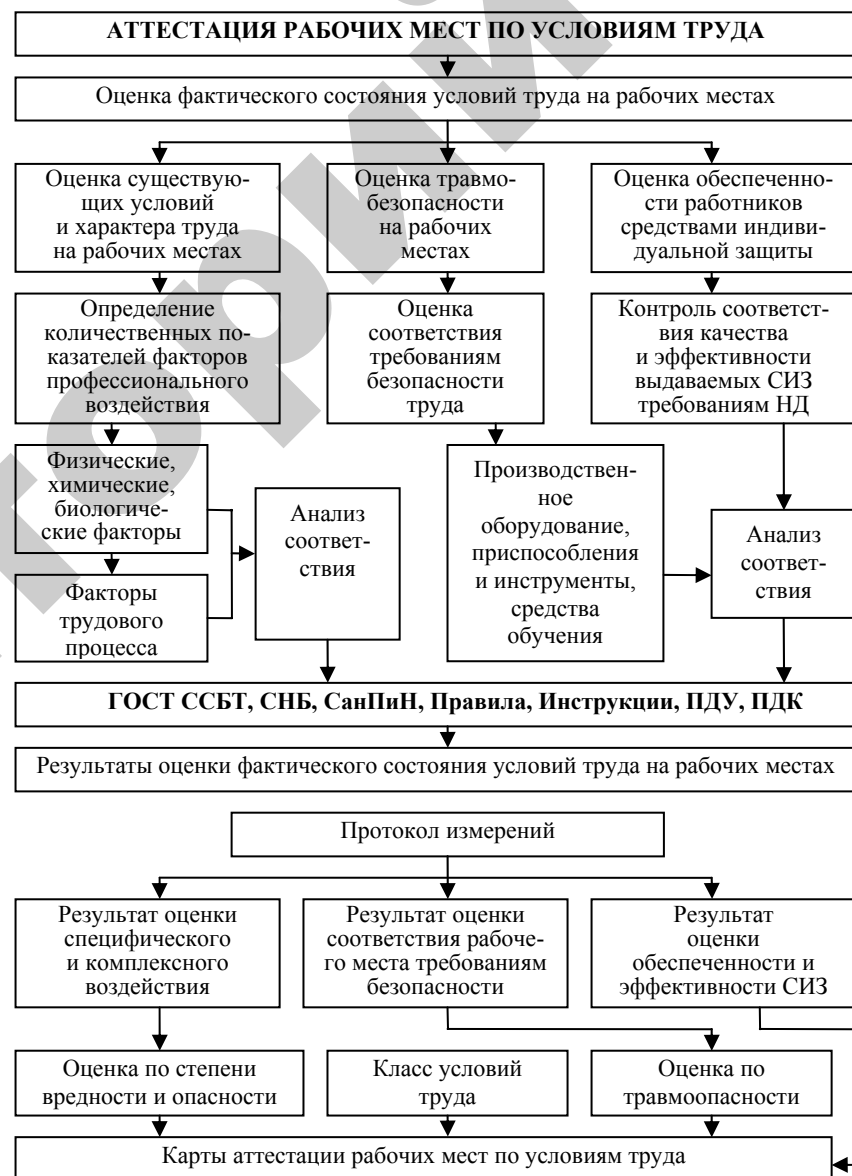 АТТЕСТАЦИЯ РАБОЧИХ МЕСТ ПО УСЛОВИЯМ ТРУДА
Оценка фактического состояния условий труда на рабочих местах
Оценка существую-
щих условий
и характера труда
на рабочих местах
Оценка травмо-
безопасности
на рабочих
местах
Оценка обеспеченно-
сти работников
средствами индиви-
дуальной защиты
Определение
количественных по-
казателей факторов
профессионального
воздействия
Оценка
соответствия
требованиям
безопасности
труда
Контроль соответст-
вия качества
и эффективности
выдаваемых СИЗ
требованиям НД
Физические,
химические,
биологиче-
ские факторы
Факторы
трудового
процесса
Анализ
соответ-
ствия
Производствен-
ное
оборудование,
приспособления
и инструменты,
средства
обучения
Анализ
соответ-
ствия
ГОСТ ССБТ, СНБ, СанПиН, Правила, Инструкции, ПДУ, ПДК
Результаты оценки фактического состояния условий труда на рабочих местах
Протокол измерений
Результат оценки
специфического
и комплексного
воздействия
Результат оценки
соответствия рабоче-
го места требованиям
безопасности
Результат
оценки
обеспеченности и
эффективности СИЗ
Оценка по степени
вредности и опасности
Класс условий
труда
Оценка по
травмоопасности
Карты аттестации рабочих мест по условиям труда